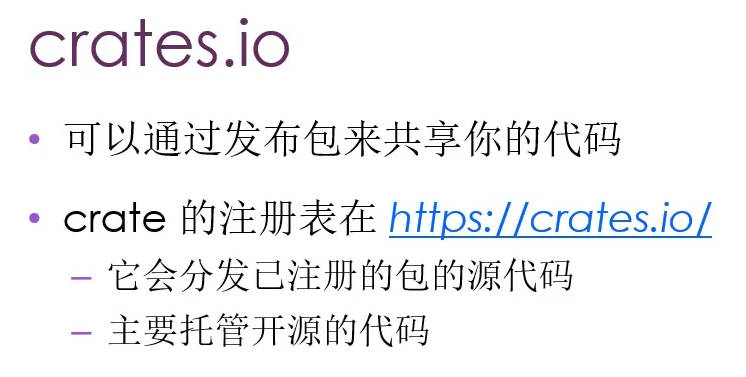 crates.io
• 可以通过发布包来共享你的代码
• crate 的注册表在 https://crates.io/
– 它会分发已注册的包的源代码
– 主要托管开源的代码